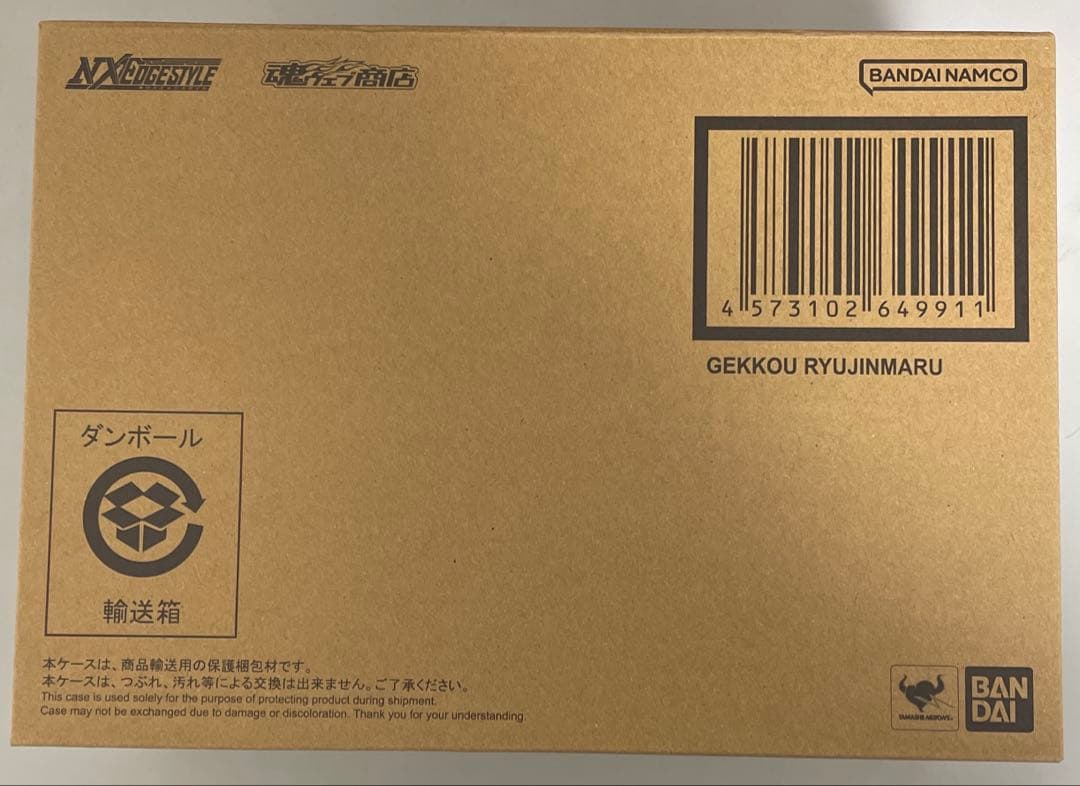 NXEDGESTYLE
魂ウェブ商店
BANDAI NAMCO
4 573102 649911
GEKKOU RYUJINMARU
ダンボール
輸送箱
本ケースは、商品輸送用の保護梱包材です。
本ケースは、つぶれ、汚れ等による交換は出来ません。ご了承ください。
This case is used solely for the purpose of protecting product during shipment.
Case may not be exchanged due to damage or discoloration. Thank you for your understanding.
TAMASHII NATIONS
BAN
DAI